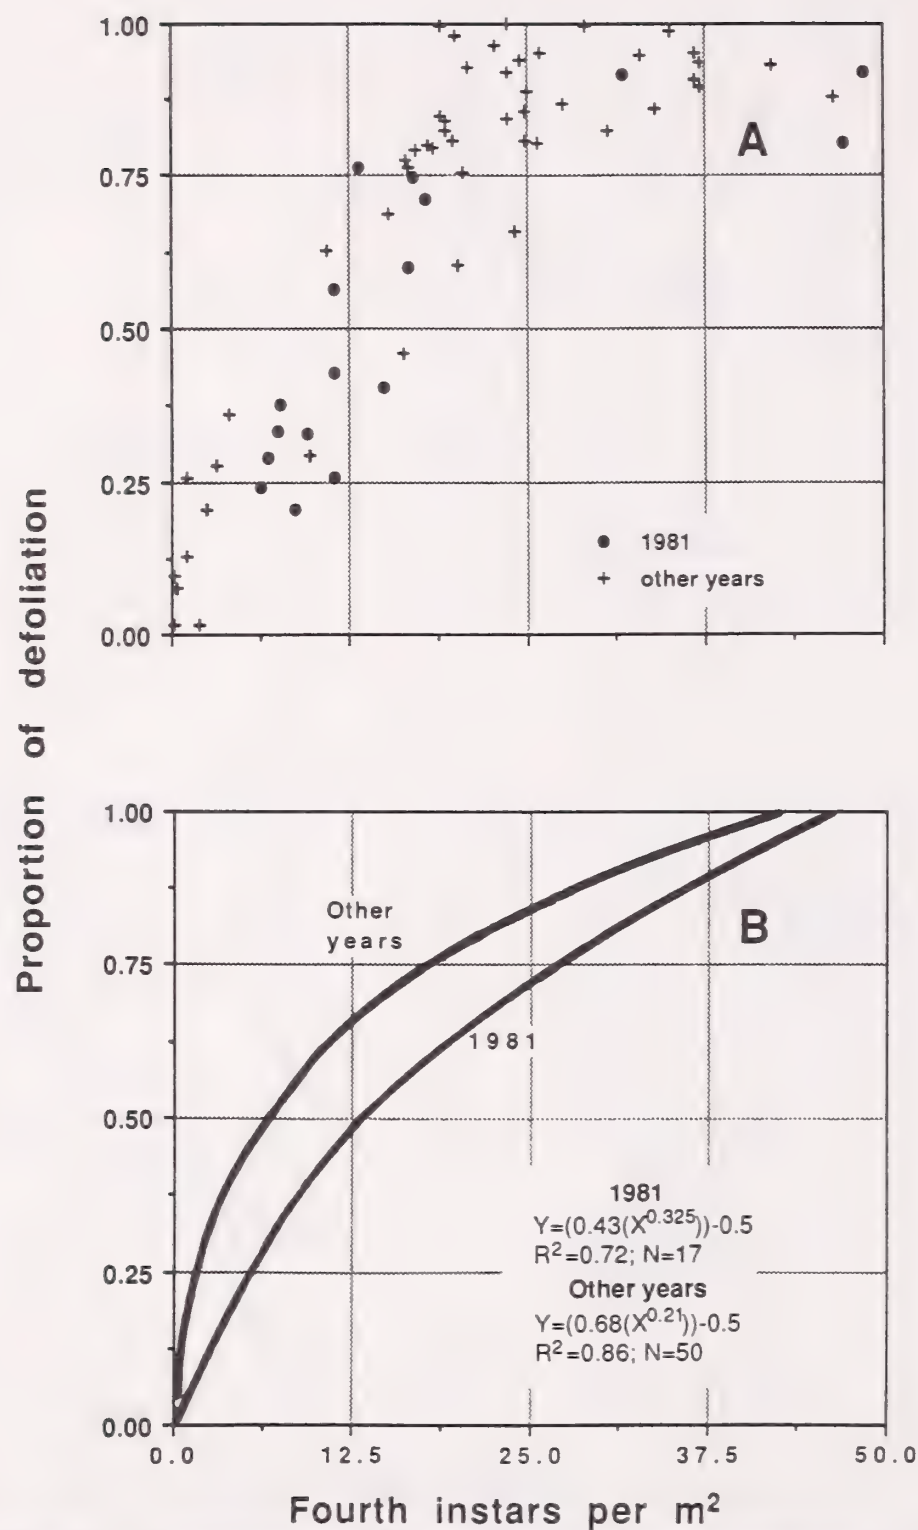 Proportion of defoliation
1.00
0.75
0.50
0.25
0.00
A
1981
other years
1.00
0.75
0.50
0.25
0.00
B
Other
years
1981
1981
Y=(0.43(X^0.325))-0.5
R²=0.72; N=17
Other years
Y=(0.68(X^0.21))-0.5
R²=0.86; N=50
0.0 12.5 25.0 37.5 50.0
Fourth instars per m²